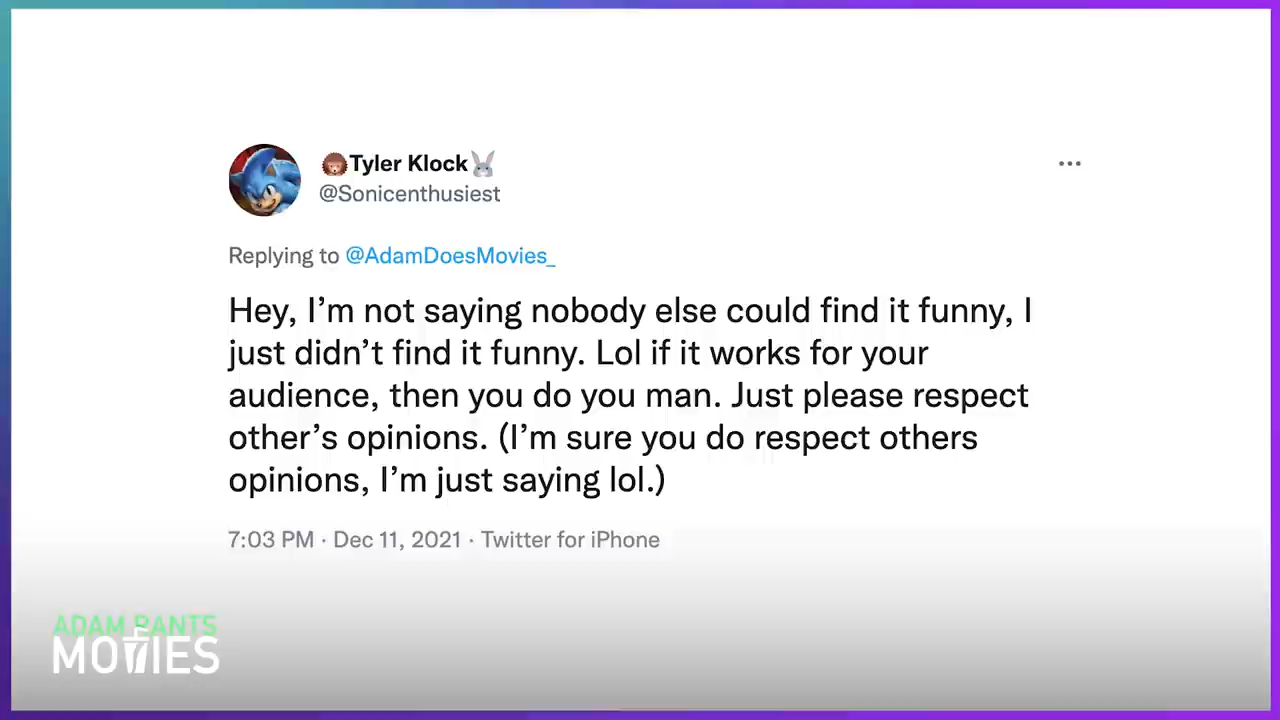 🦔Tyler Klock🐰
@Sonicenthusiest
Replying to @AdamDoesMovies_
Hey, I’m not saying nobody else could find it funny, I
just didn’t find it funny. Lol if it works for your
audience, then you do you man. Just please respect
other’s opinions. (I’m sure you do respect others
opinions, I’m just saying lol.)
7:03 PM · Dec 11, 2021 · Twitter for iPhone
ADAM RANTS
MOVIES